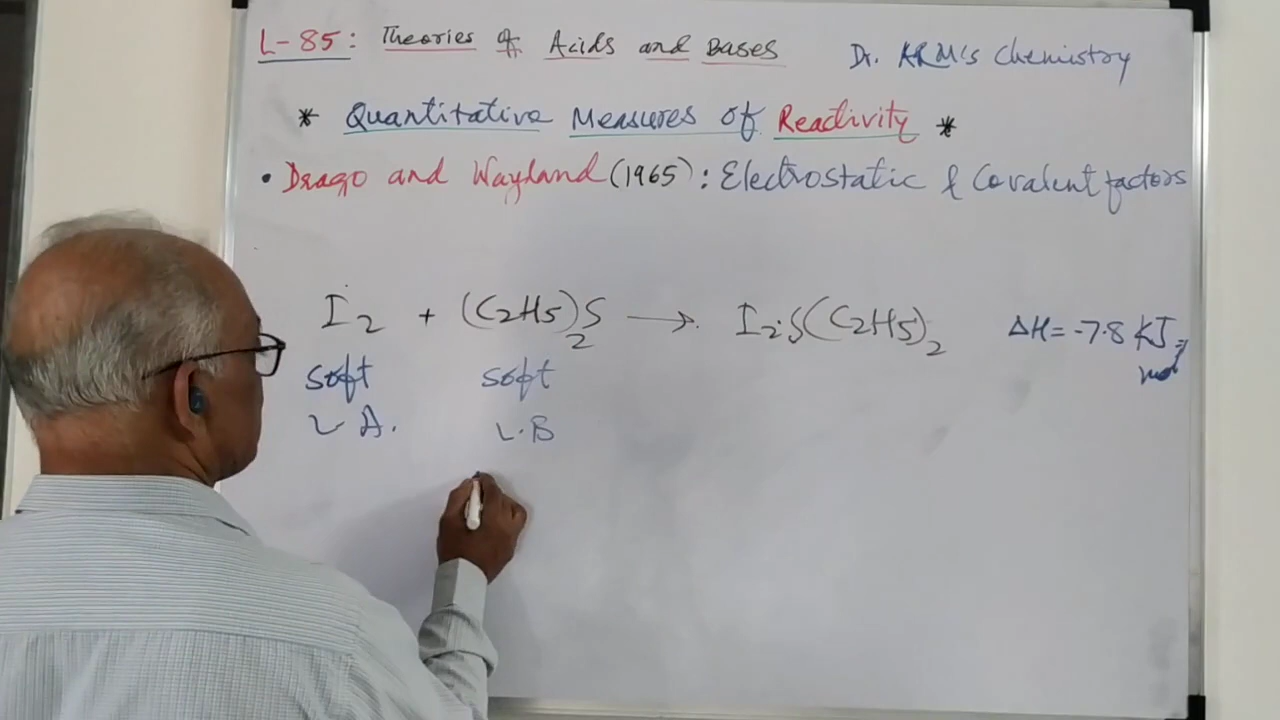 L-85: Theories of Acids and Bases Dr. ARM's Chemistry
* Quantitative Measures of Reactivity *
• Drago and Wayland (1965): Electrostatic & Covalent factors
I2 + (C2H5)2S → I2:S(C2H5)2 ΔH = -7.8 KJ
mol
soft soft
L A. L.B